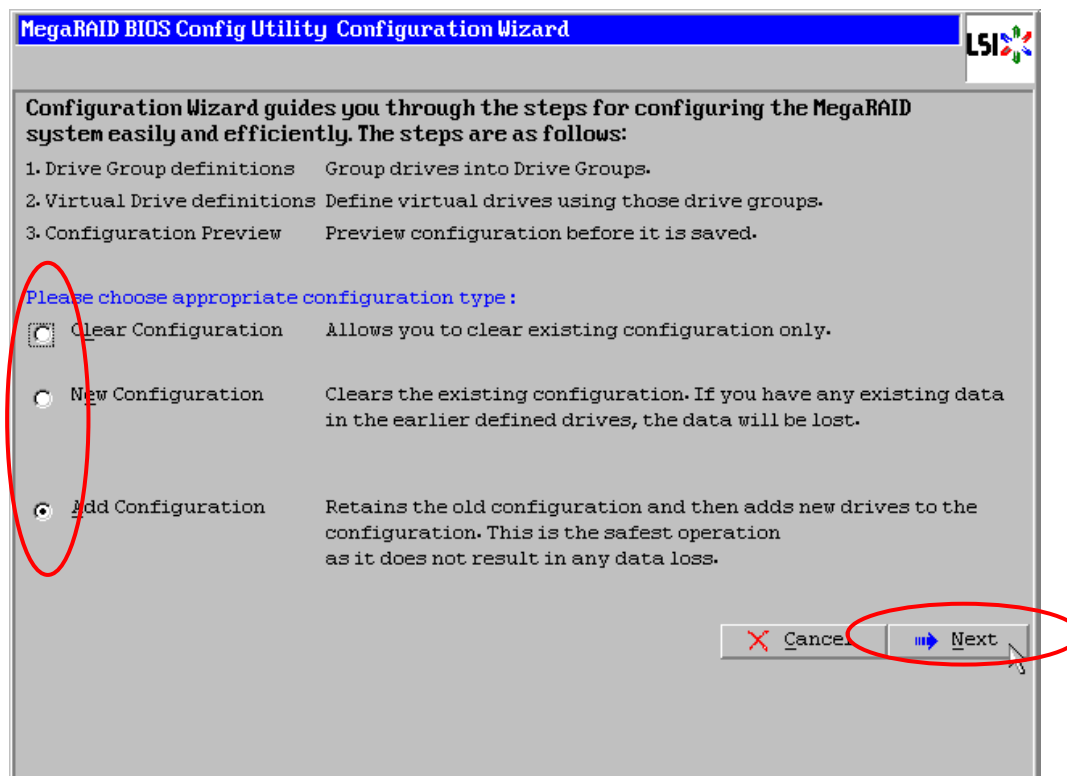 MegaRAID BIOS Config Utility Configuration Wizard
LSI
Configuration Wizard guides you through the steps for configuring the MegaRAID
system easily and efficiently. The steps are as follows:
1. Drive Group definitions Group drives into Drive Groups.
2. Virtual Drive definitions Define virtual drives using those drive groups.
3. Configuration Preview Preview configuration before it is saved.
Please choose appropriate configuration type:
Clear Configuration Allows you to clear existing configuration only.
New Configuration Clears the existing configuration. If you have any existing data
in the earlier defined drives, the data will be lost.
Add Configuration Retains the old configuration and then adds new drives to the
configuration. This is the safest operation
as it does not result in any data loss.
Cancel Next